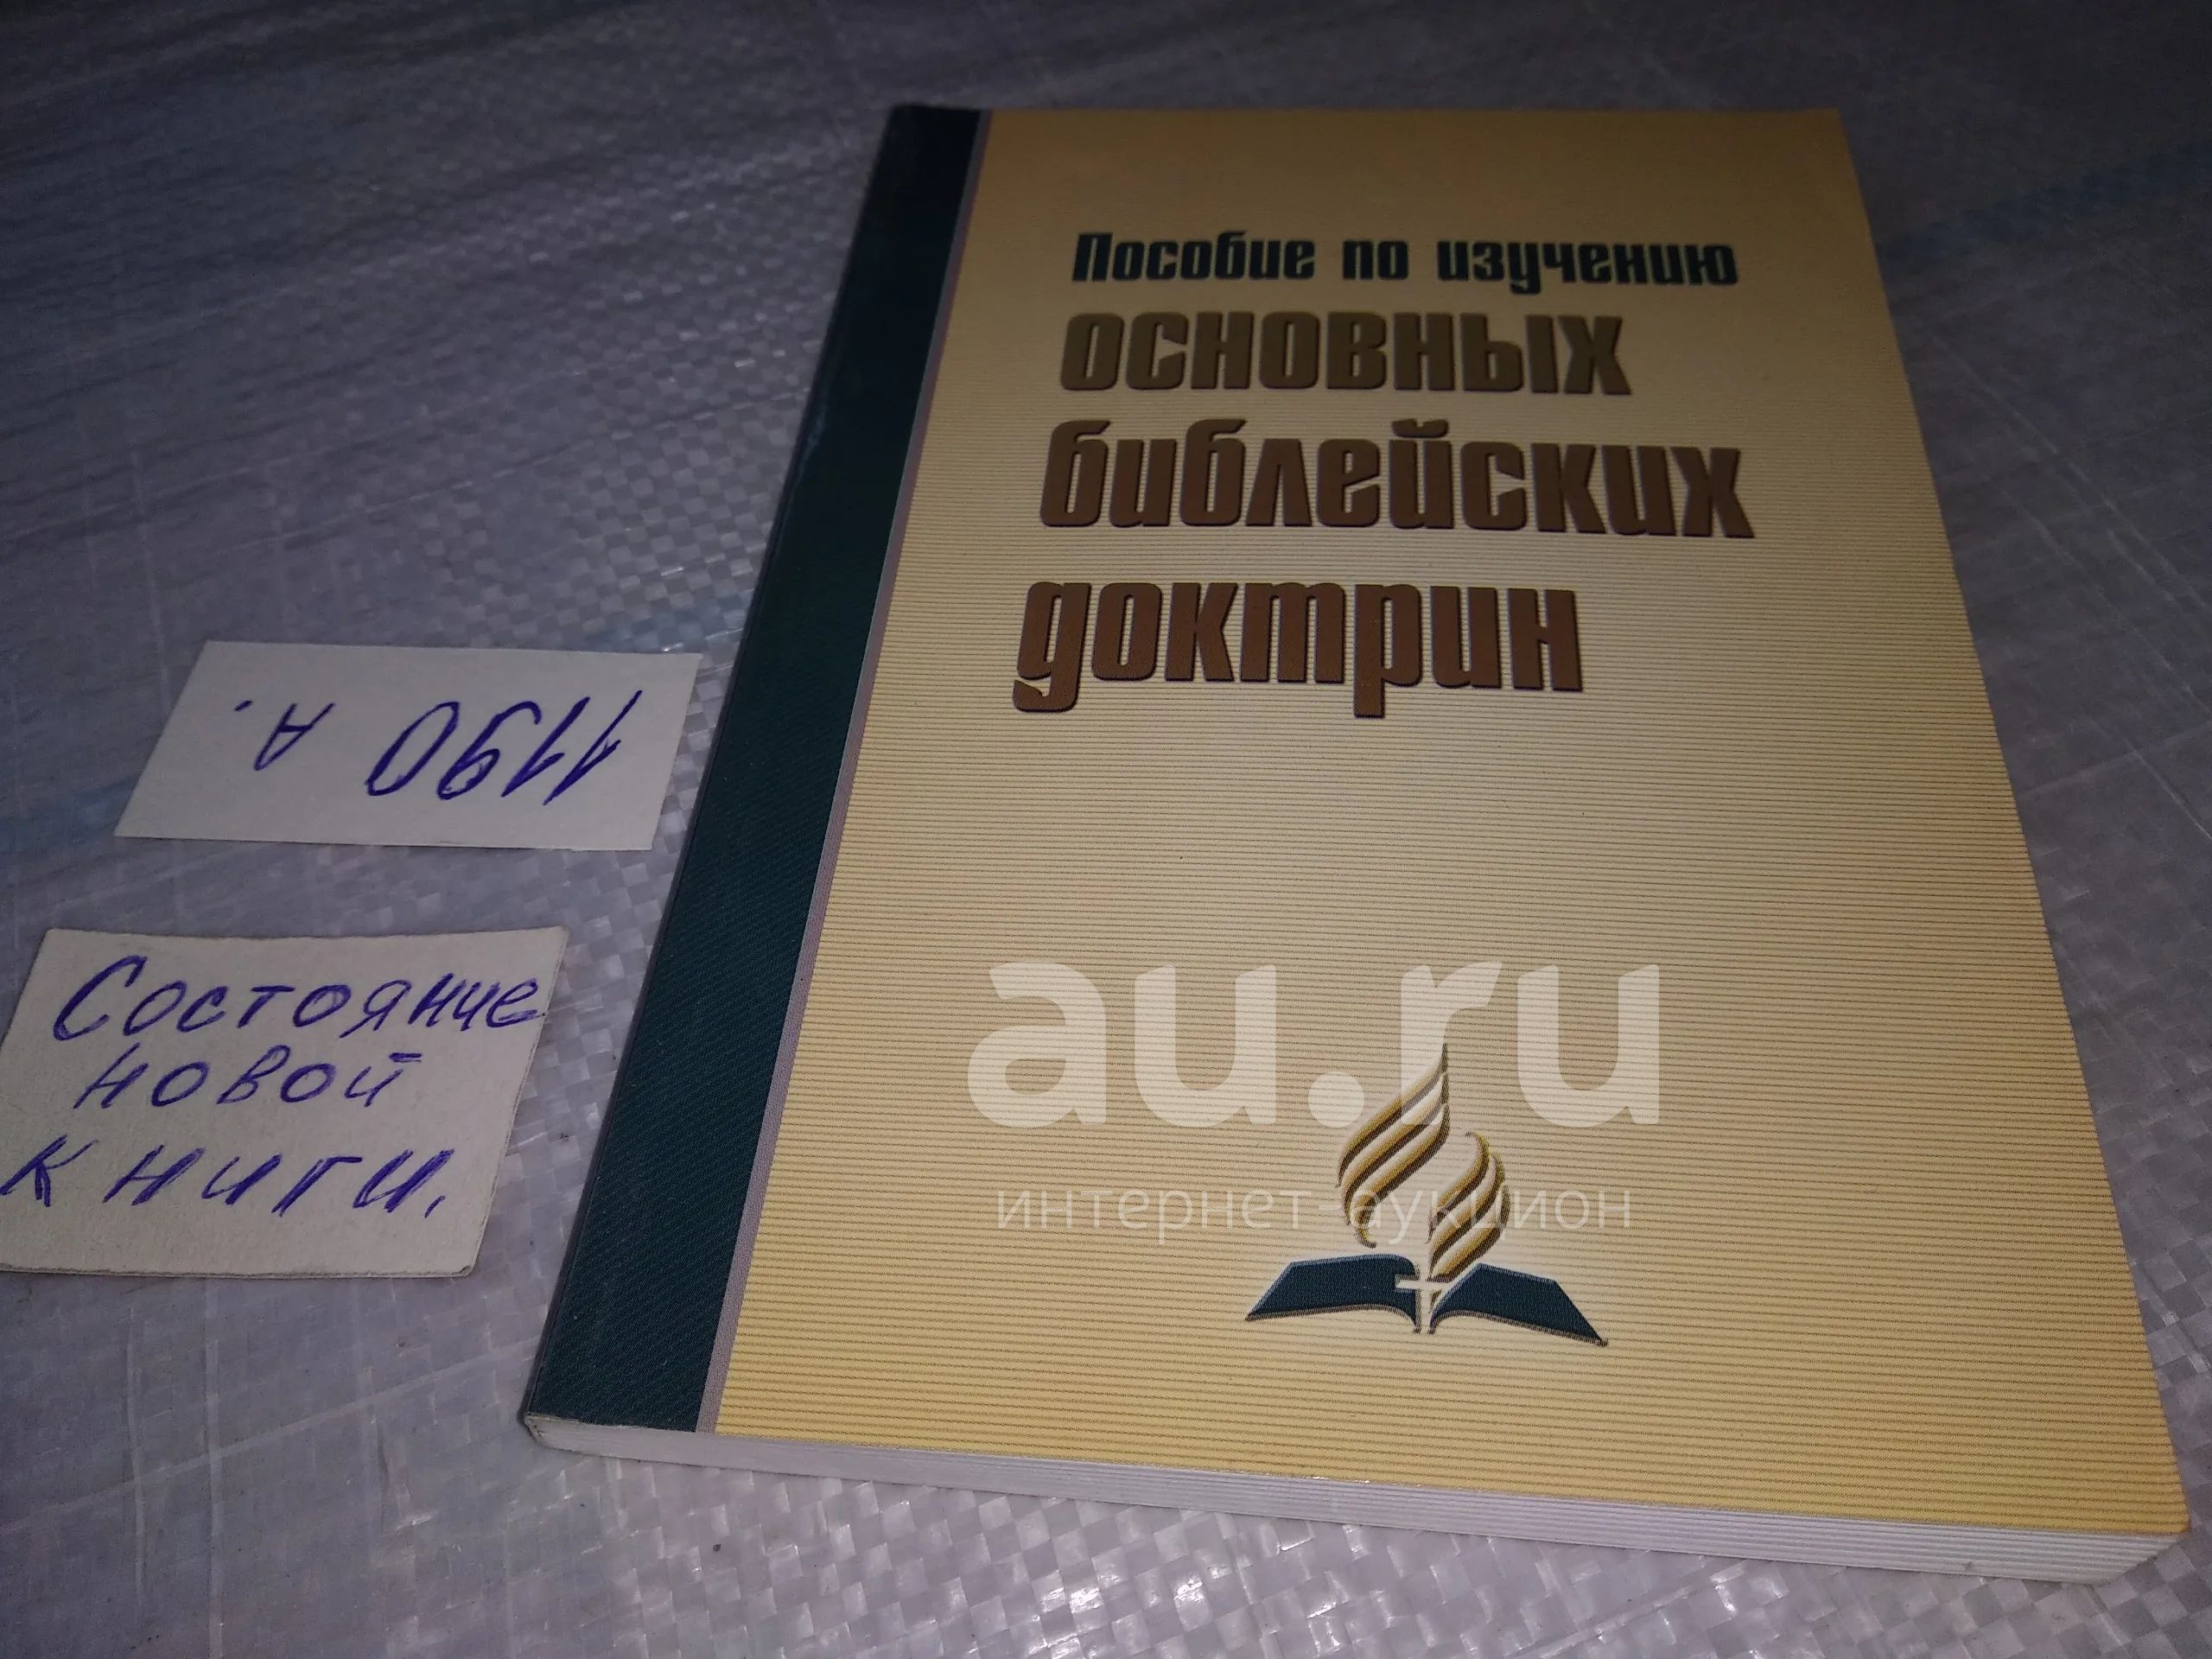 Пособие по изучению
основных
библейских
доктрин
au.ru
интернет-аукцион
1190 А.
Состояние
новой
книги.